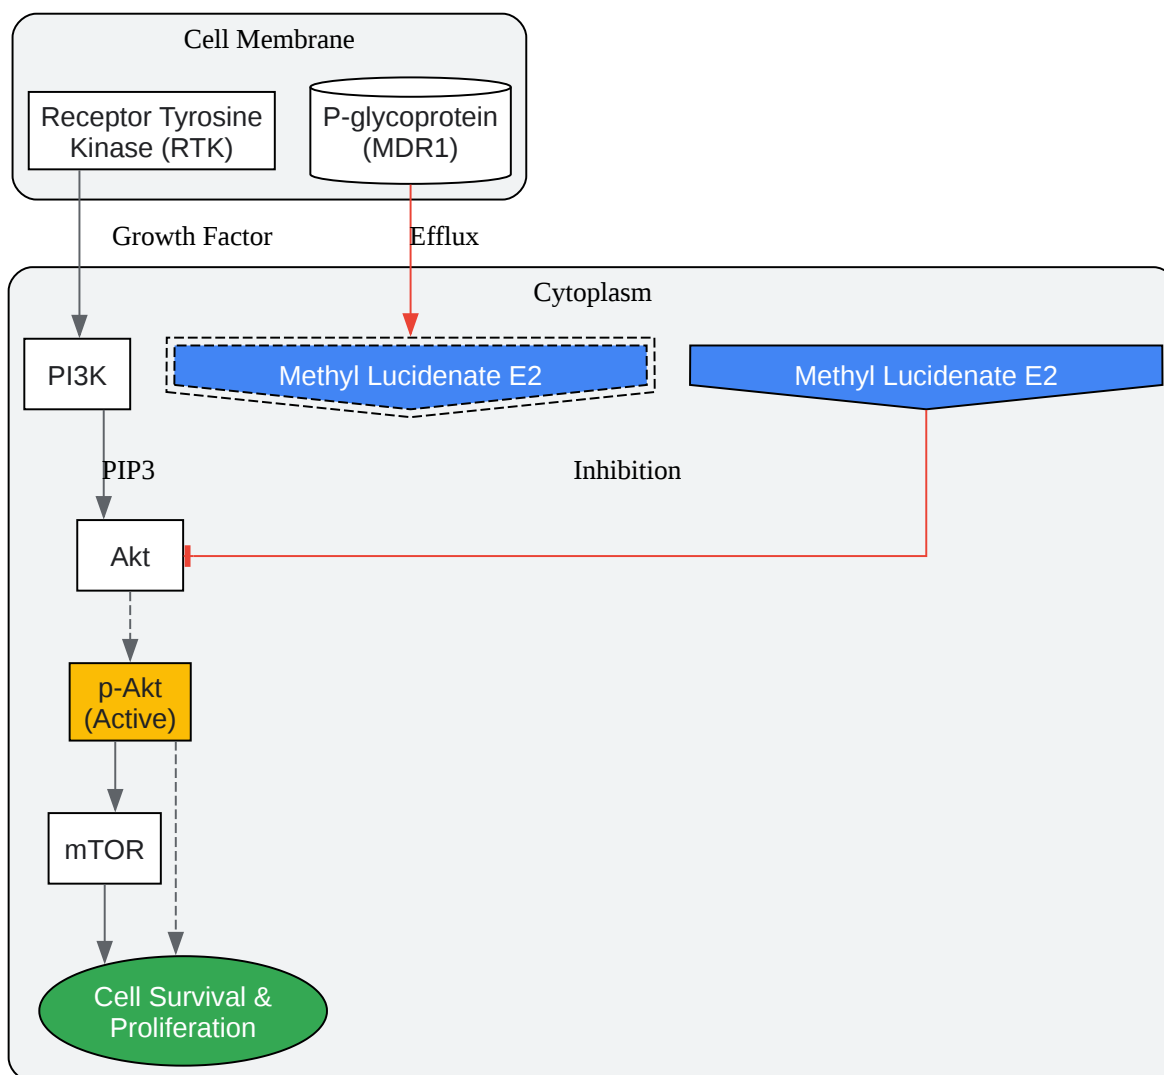 Cell Membrane
Receptor Tyrosine
Kinase (RTK)
P-glycoprotein
(MDR1)
Growth Factor
Efflux
Cytoplasm
PI3K
Methyl Lucidenate E2
Methyl Lucidenate E2
PIP3
Inhibition
Akt
p-Akt
(Active)
mTOR
Cell Survival &
Proliferation